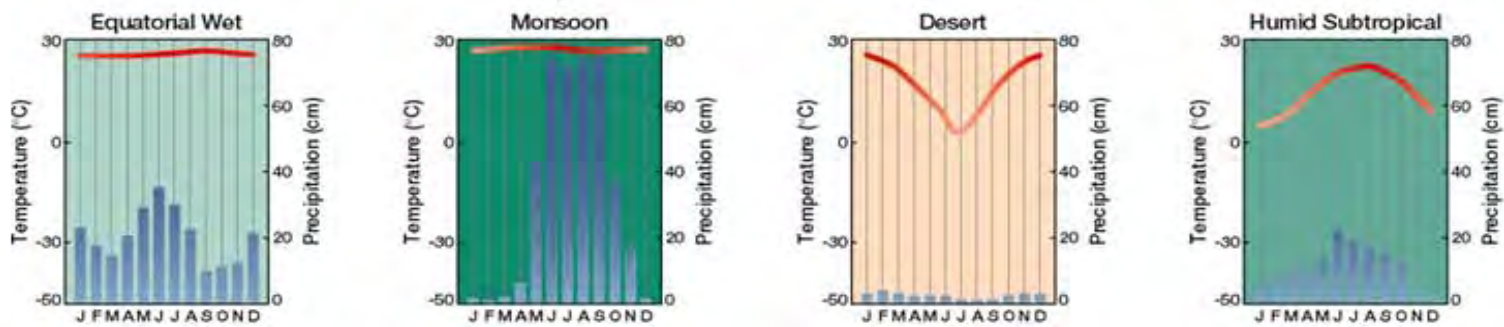 Equatorial Wet
30
0
-30
-50
Temperature (°C)
80
60
40
20
0
Precipitation (cm)
J F M A M J J A S O N D
Monsoon
30
0
-30
-50
Temperature (°C)
80
60
40
20
0
Precipitation (cm)
J F M A M J J A S O N D
Desert
30
0
-30
-50
Temperature (°C)
80
60
40
20
0
Precipitation (cm)
J F M A M J J A S O N D
Humid Subtropical
30
0
-30
-50
Temperature (°C)
80
60
40
20
0
Precipitation (cm)
J F M A M J J A S O N D